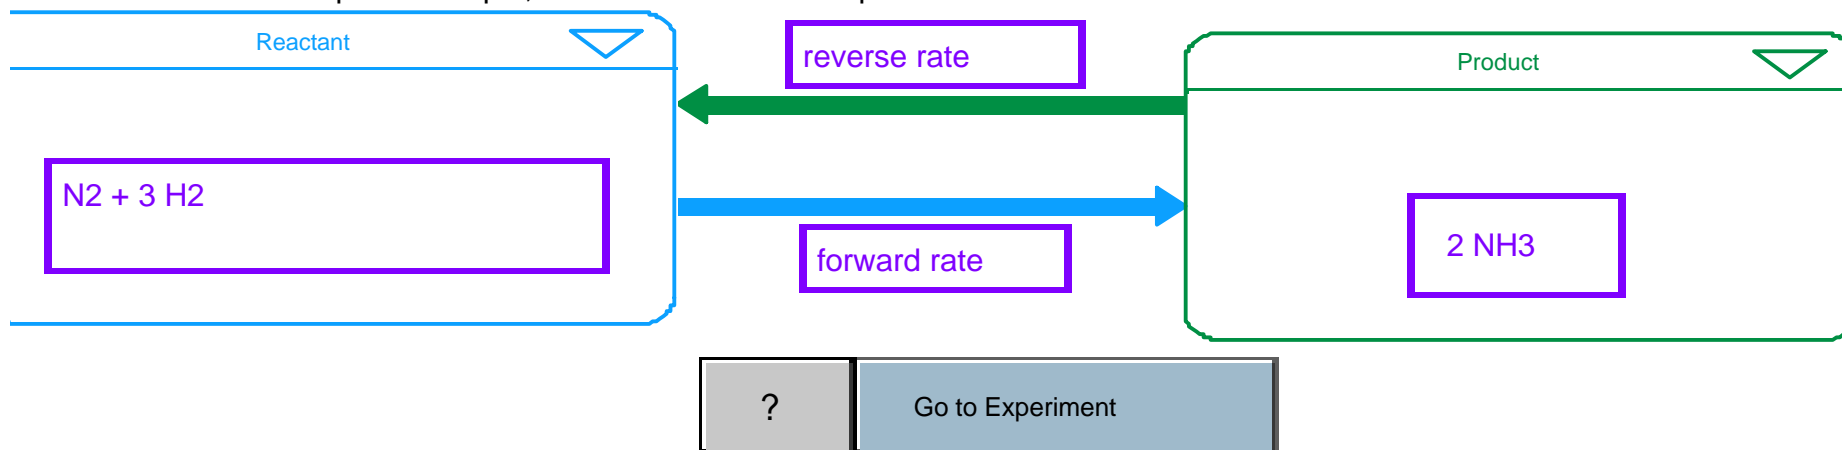 Reactant
reverse rate
Product
N2 + 3 H2
2 NH3
forward rate
?
Go to Experiment